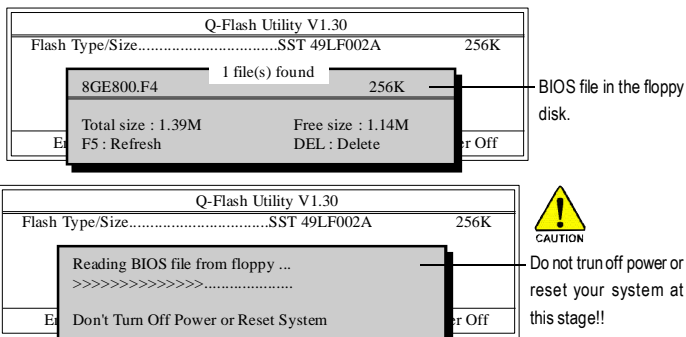 Q-Flash Utility V1.30
Flash Type/Size.................................SST 49LF002A 256K
1 file(s) found
8GE800.F4 256K
Total size : 1.39M Free size : 1.14M
F5 : Refresh DEL : Delete
Off
BIOS file in the floppy
disk.
Q-Flash Utility V1.30
Flash Type/Size.................................SST 49LF002A 256K
Reading BIOS file from floppy ...
>>>>>>>>>>>>>>.....................
Don't Turn Off Power or Reset System
Off
CAUTION
Do not trun off power or
reset your system at
this stage!!